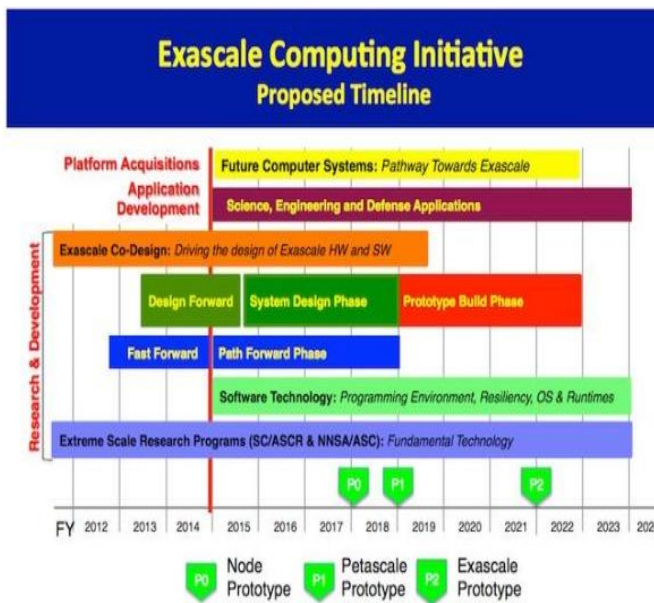 Exascale Computing Initiative
Proposed Timeline
Platform Acquisitions
Future Computer Systems: Pathway Towards Exascale
Application
Development
Science, Engineering and Defense Applications
Research & Development
Exascale Co-Design: Driving the design of Exascale HW and SW
Design Forward
System Design Phase
Prototype Build Phase
Fast Forward
Path Forward Phase
Software Technology: Programming Environment, Resiliency, OS & Runtimes
Extreme Scale Research Programs (SC/ASCR & NNSA/ASC): Fundamental Technology
P0 P1 P2
FY 2012 2013 2014 2015 2016 2017 2018 2019 2020 2021 2022 2023
P0 Node
Prototype
P1 Petascale
Prototype
P2 Exascale
Prototype